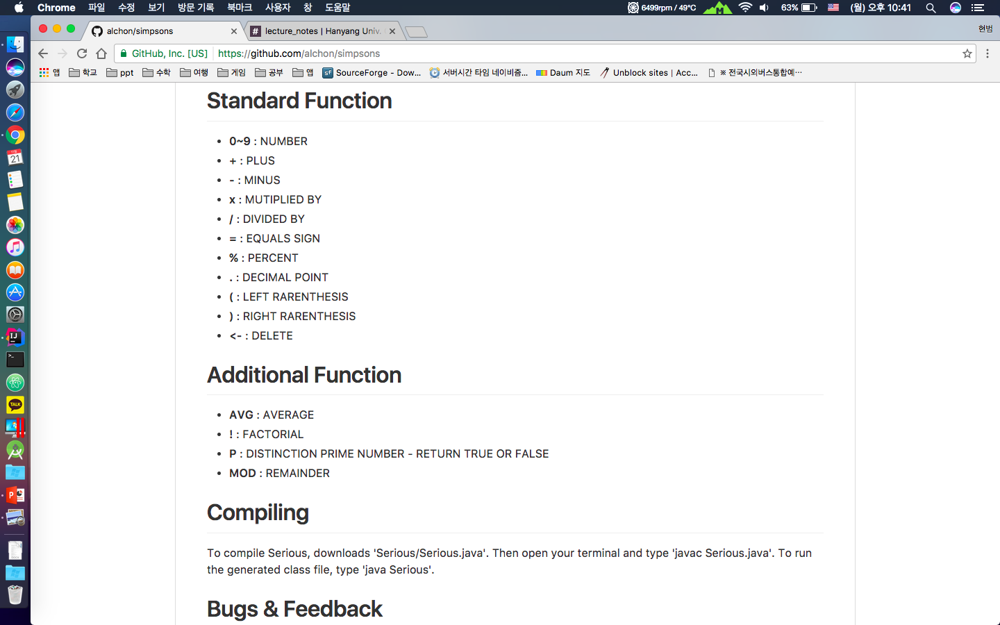 Chrome 파일 수정 보기 방문 기록 북마크 사용자 창 도움말 6499rpm / 49°C 63% (월) 오후 10:41
alchon/simpsons
# lecture_notes | Hanyang Univ.
현범
GitHub, Inc. [US] https://github.com/alchon/simpsons
앱 학교 ppt 수학 여행 게임 공부 앱 sf SourceForge - Dow... 서버시간 타임 네이비즘... Daum 지도 Unblock sites | Acc... ※ 전국시외버스통합예...
Standard Function
• 0~9 : NUMBER
• + : PLUS
• - : MINUS
• x : MUTIPLIED BY
• / : DIVIDED BY
• = : EQUALS SIGN
• % : PERCENT
• . : DECIMAL POINT
• ( : LEFT RARENTHESIS
• ) : RIGHT RARENTHESIS
• <- : DELETE
Additional Function
• AVG : AVERAGE
• ! : FACTORIAL
• P : DISTINCTION PRIME NUMBER - RETURN TRUE OR FALSE
• MOD : REMAINDER
Compiling
To compile Serious, downloads 'Serious/Serious.java'. Then open your terminal and type 'javac Serious.java'. To run
the generated class file, type 'java Serious'.
Bugs & Feedback
21
IJ
TALK
P